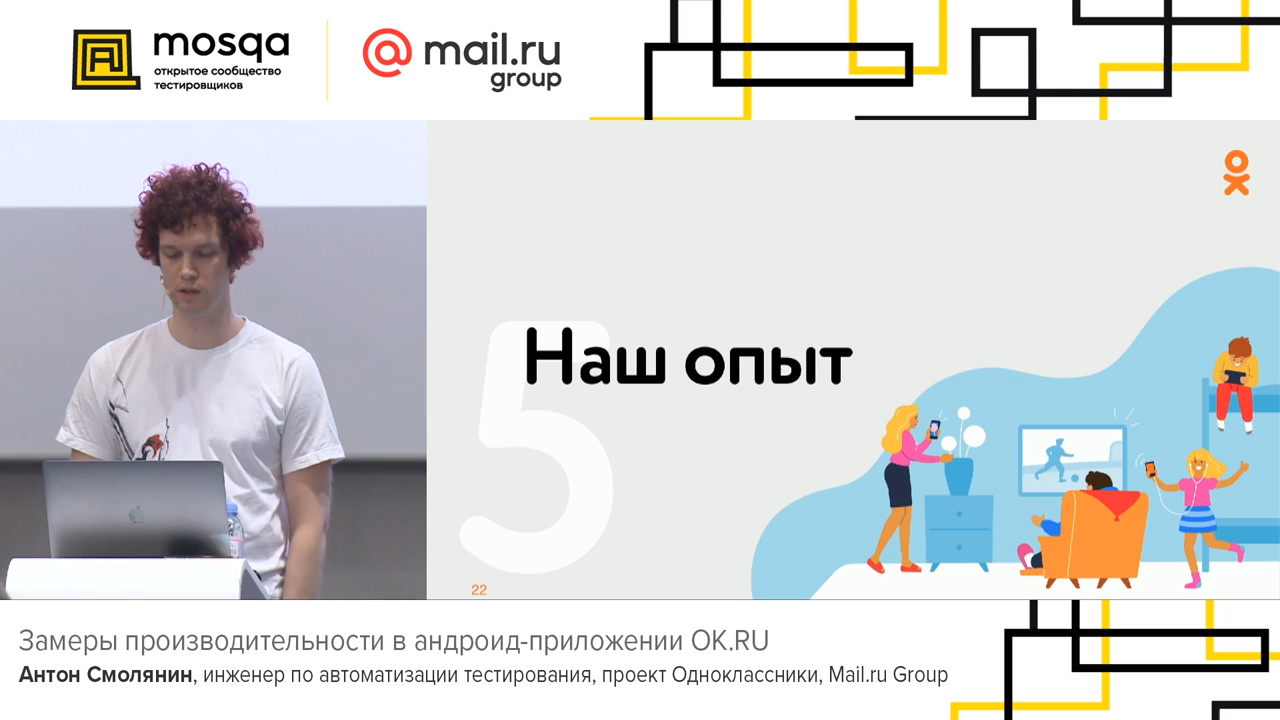 mosqa
открытое сообщество
тестировщиков
@mail.ru
group
5
Наш опыт
22
Замеры производительности в андроид-приложении OK.RU
Антон Смолянин, инженер по автоматизации тестирования, проект Одноклассники, Mail.ru Group